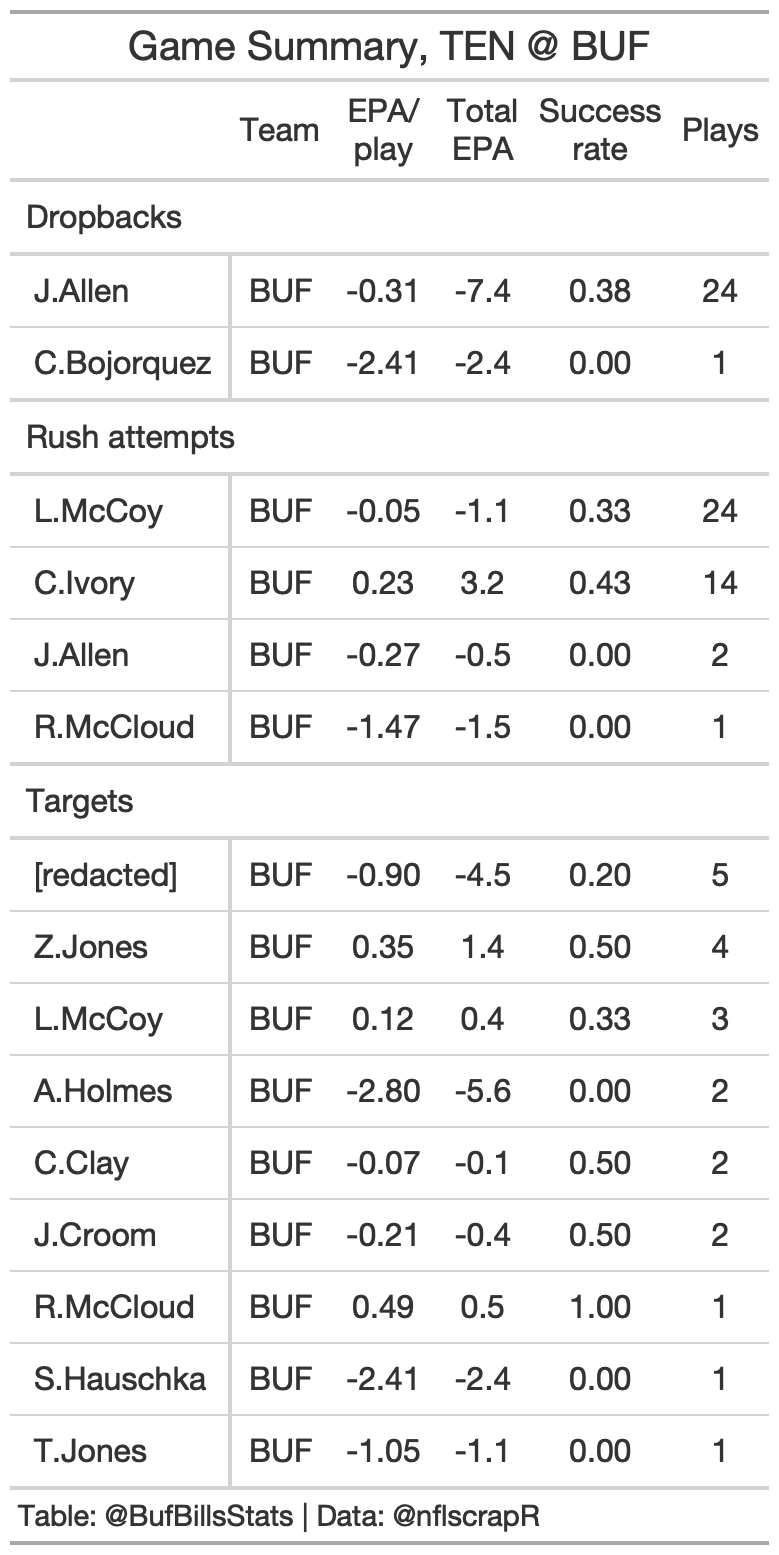 Game Summary, TEN @ BUF
Team EPA/ play Total EPA Success rate Plays
Dropbacks
J.Allen BUF -0.31 -7.4 0.38 24
C.Bojorquez BUF -2.41 -2.4 0.00 1
Rush attempts
L.McCoy BUF -0.05 -1.1 0.33 24
C.Ivory BUF 0.23 3.2 0.43 14
J.Allen BUF -0.27 -0.5 0.00 2
R.McCloud BUF -1.47 -1.5 0.00 1
Targets
[redacted] BUF -0.90 -4.5 0.20 5
Z.Jones BUF 0.35 1.4 0.50 4
L.McCoy BUF 0.12 0.4 0.33 3
A.Holmes BUF -2.80 -5.6 0.00 2
C.Clay BUF -0.07 -0.1 0.50 2
J.Croom BUF -0.21 -0.4 0.50 2
R.McCloud BUF 0.49 0.5 1.00 1
S.Hauschka BUF -2.41 -2.4 0.00 1
T.Jones BUF -1.05 -1.1 0.00 1
Table: @BufBillsStats | Data: @nflscrapR